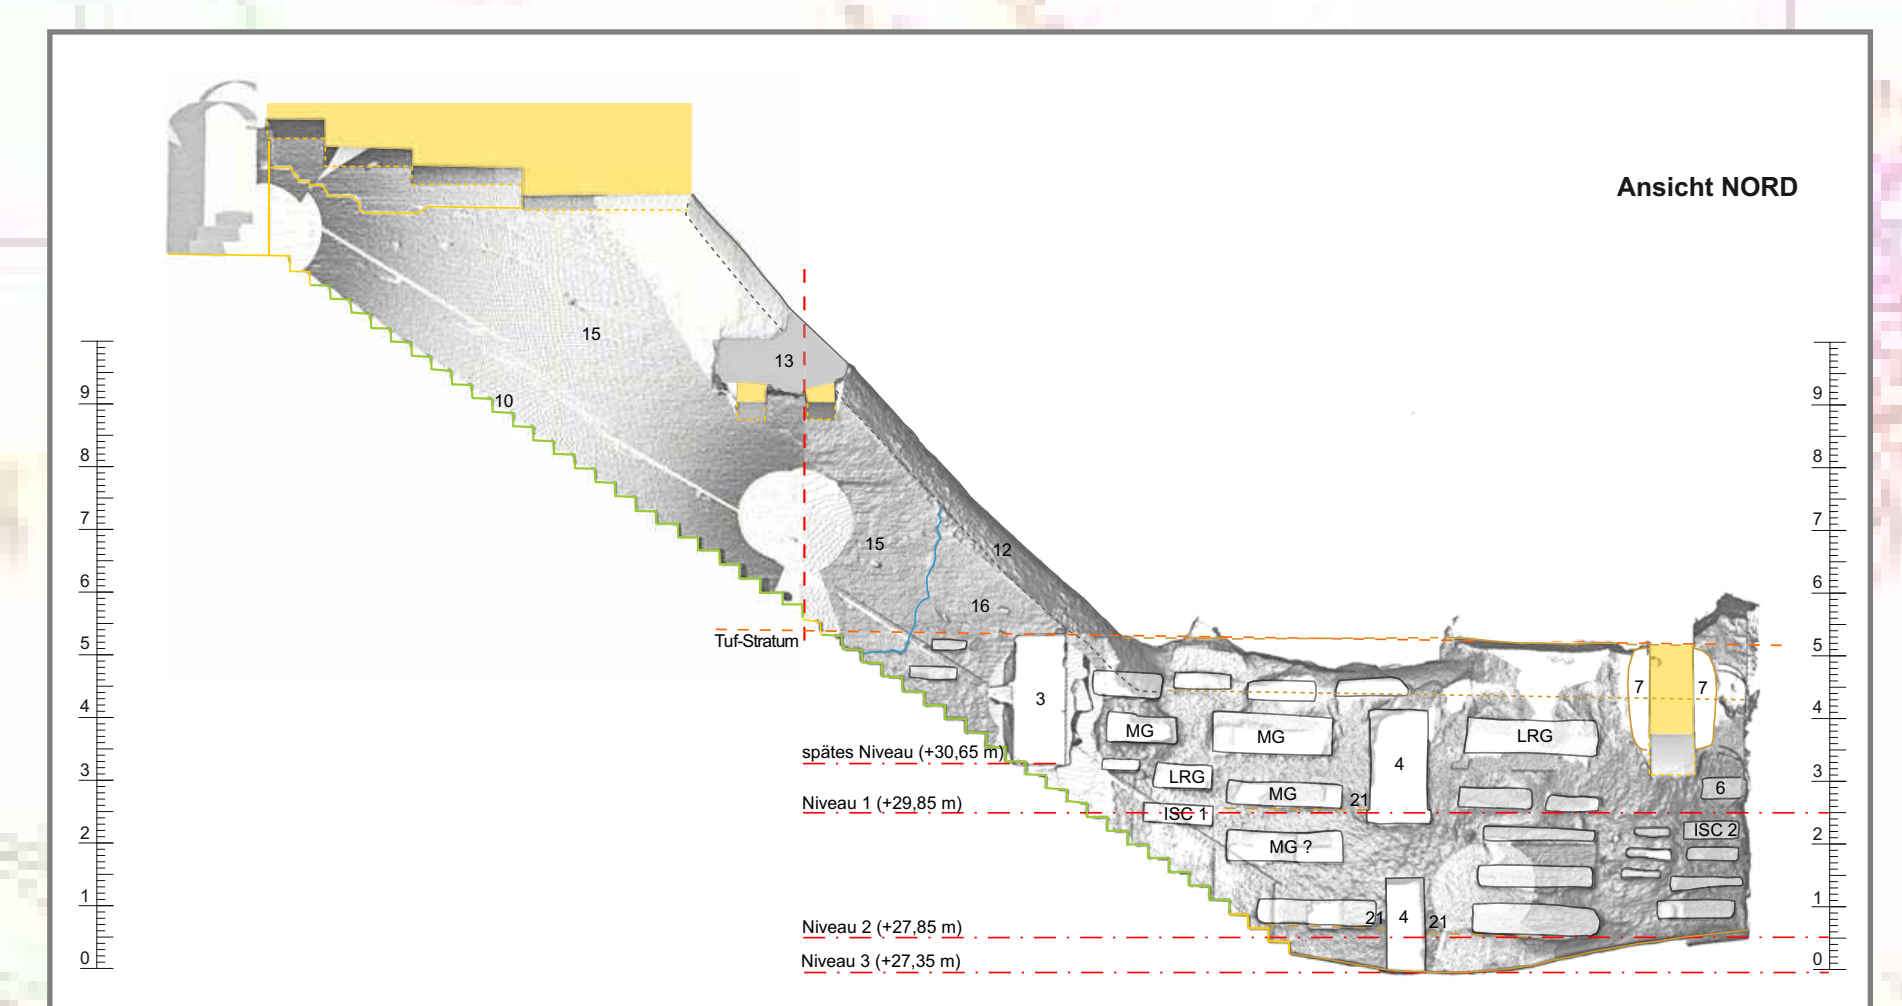 Ansicht NORD
15
13
10
9
9
8
8
7
7
15
12
6
6
16
Tuf-Stratum
5
5
3
7
7
4
4
MG
MG
LRG
spätes Niveau (+30,65 m)
4
3
LRG
3
MG
21
6
Niveau 1 (+29,85 m)
ISC 1
2
ISC 2
2
MG ?
1
1
Niveau 2 (+27,85 m)
21
4
21
Niveau 3 (+27,35 m)
0
0